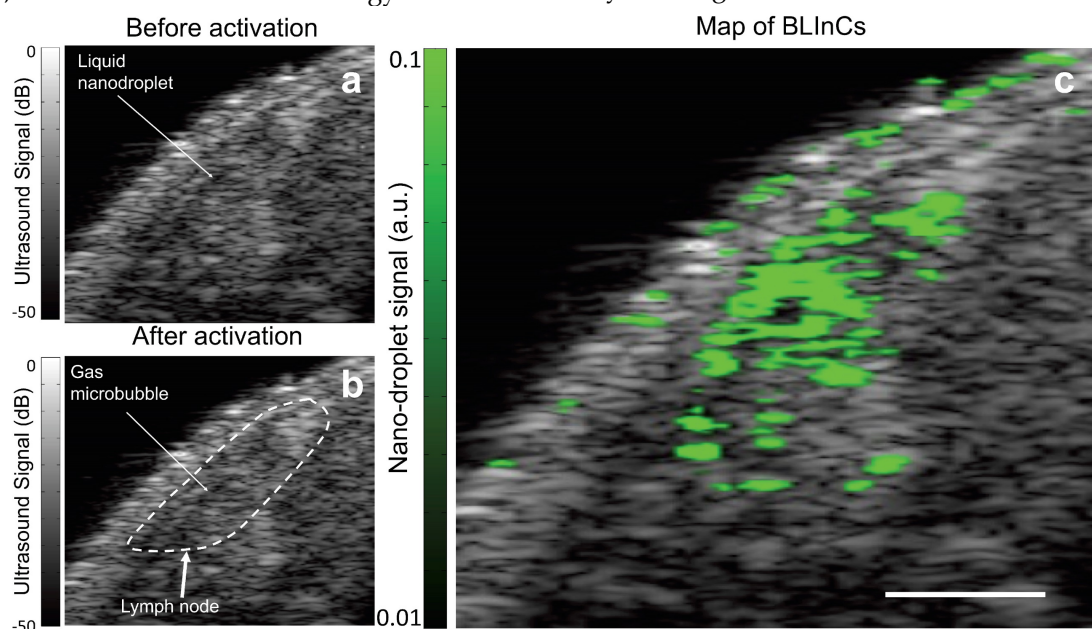 Before activation
0
Ultrasound Signal (dB)
-50
Liquid
nanodroplet
a
After activation
0
Ultrasound Signal (dB)
-50
Gas
microbubble
b
Lymph node
Map of BLInCs
0.1
Nano-droplet signal (a.u.)
0.01
c